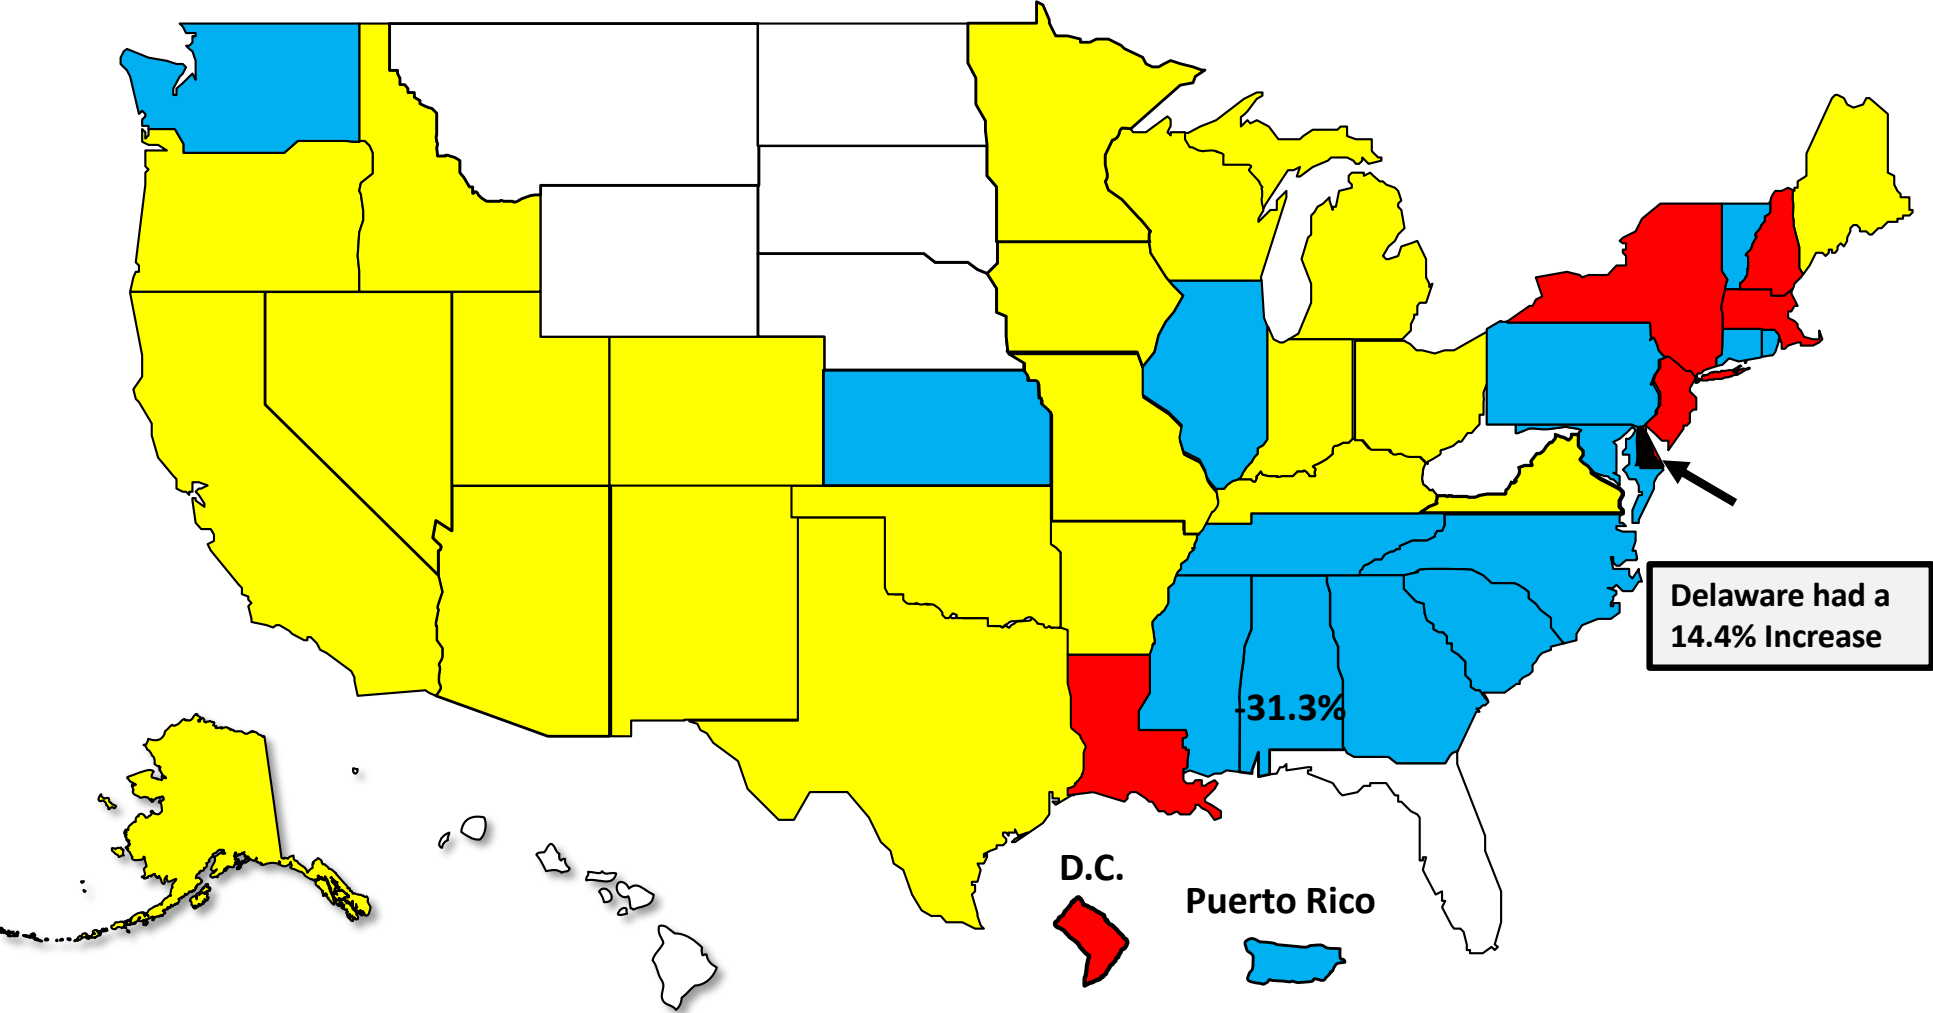 -31.3%
Delaware had a
14.4% Increase
D.C.
Puerto Rico